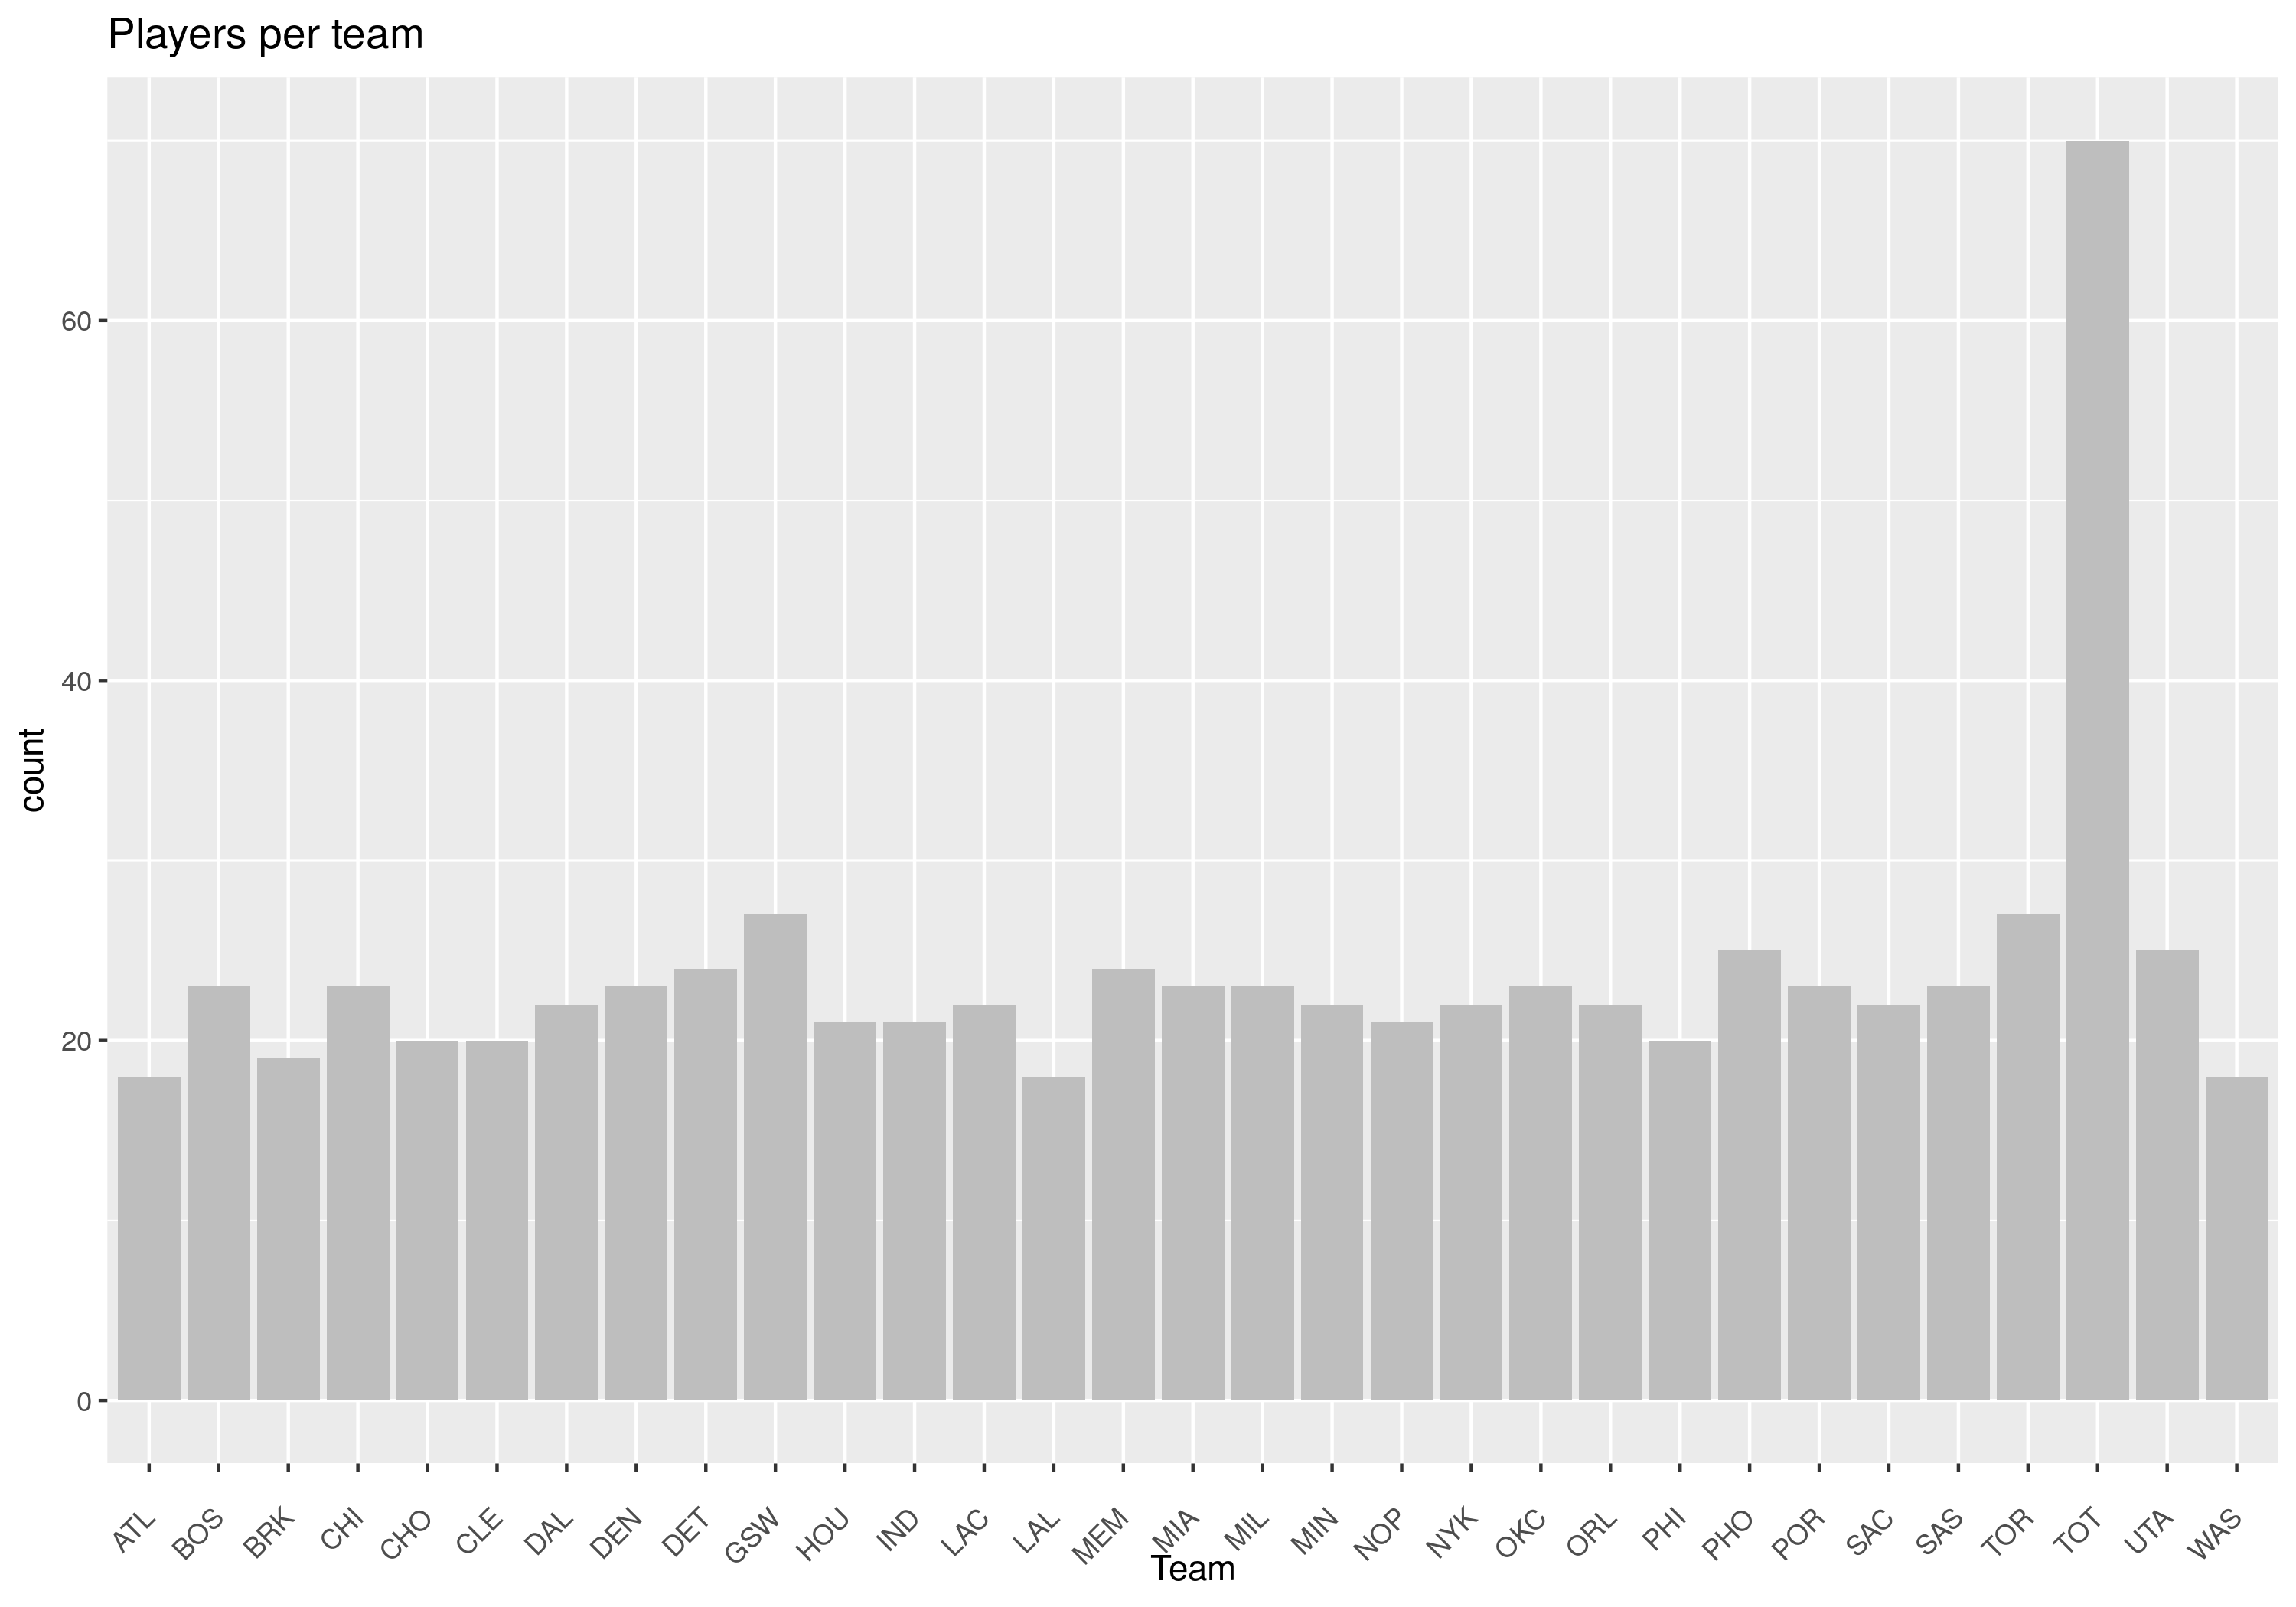 Players per team
count
60
40
20
0
ATL BOS BRK CHI CHO CLE DAL DEN DET GSW HOU IND LAC LAL MEM MIA MIL MIN NOP NYK OKC ORL PHI PHO POR SAC SAS TOR TOT UTA WAS
Team